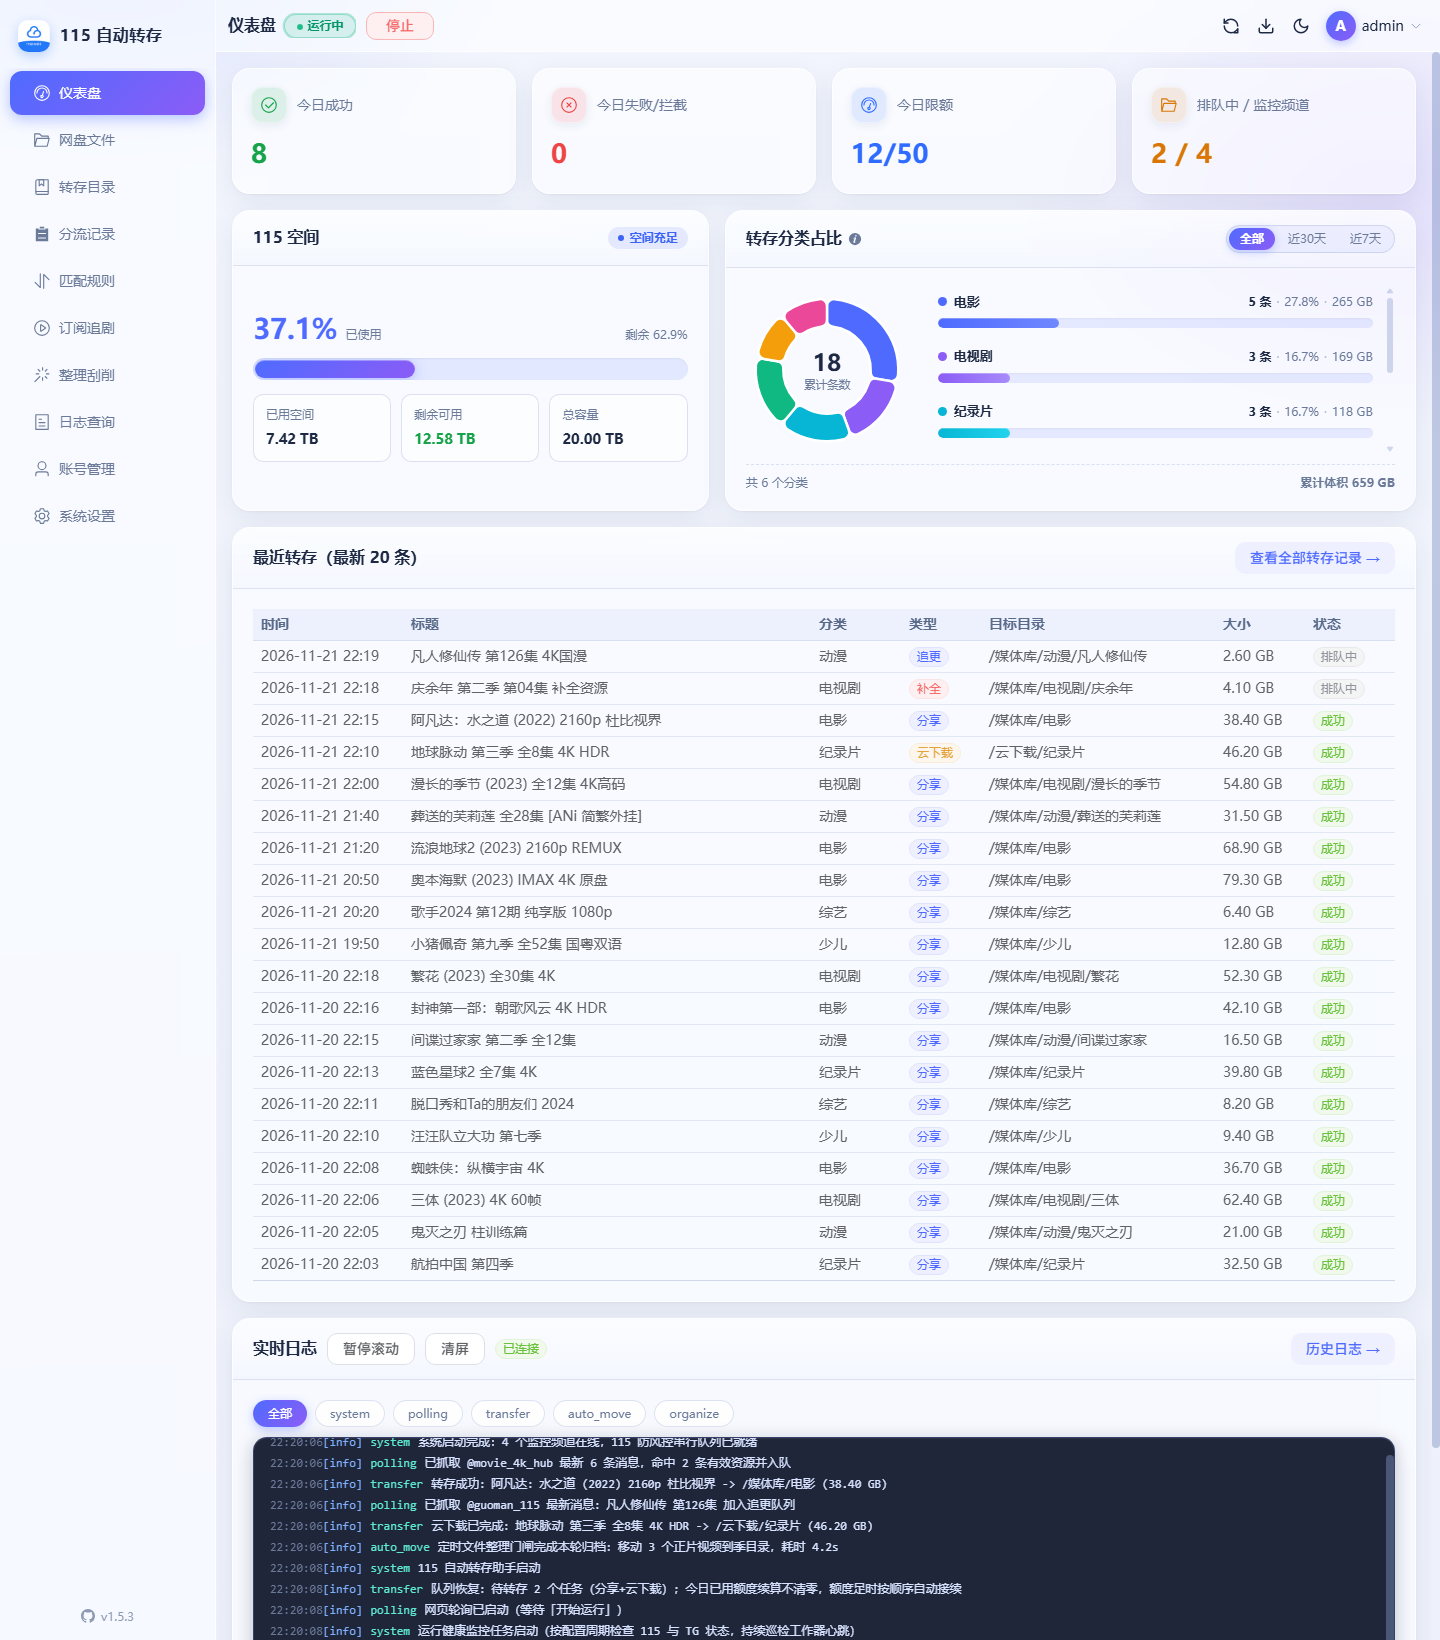 115 自动转存
仪表盘
网盘文件
转存目录
分流记录
匹配规则
订阅追剧
整理刮削
日志查询
账号管理
系统设置
v1.5.3
仪表盘 运行中 停止
A admin
今日成功
8
今日失败/拦截
0
今日限额
12/50
排队中 / 监控频道
2 / 4
115 空间 空间充足
37.1% 已使用 剩余 62.9%
已用空间
7.42 TB
剩余可用
12.58 TB
总容量
20.00 TB
转存分类占比 全部 近30天 近7天
18
累计条数
电影 5 条 · 27.8% · 265 GB
电视剧 3 条 · 16.7% · 169 GB
纪录片 3 条 · 16.7% · 118 GB
共 6 个分类 累计体积 659 GB
最近转存（最新 20 条） 查看全部转存记录 →
时间 标题 分类 类型 目标目录 大小 状态
2026-11-21 22:19 凡人修仙传 第126集 4K国漫 动漫 追更 /媒体库/动漫/凡人修仙传 2.60 GB 排队中
2026-11-21 22:18 庆余年 第二季 第04集 补全资源 电视剧 补全 /媒体库/电视剧/庆余年 4.10 GB 排队中
2026-11-21 22:15 阿凡达：水之道 (2022) 2160p 杜比视界 电影 分享 /媒体库/电影 38.40 GB 成功
2026-11-21 22:10 地球脉动 第三季 全8集 4K HDR 纪录片 云下载 /云下载/纪录片 46.20 GB 成功
2026-11-21 22:00 漫长的季节 (2023) 全12集 4K高码 电视剧 分享 /媒体库/电视剧/漫长的季节 54.80 GB 成功
2026-11-21 21:40 葬送的芙莉莲 全28集 [ANi 简繁外挂] 动漫 分享 /媒体库/动漫/葬送的芙莉莲 31.50 GB 成功
2026-11-21 21:20 流浪地球2 (2023) 2160p REMUX 电影 分享 /媒体库/电影 68.90 GB 成功
2026-11-21 20:50 奥本海默 (2023) IMAX 4K 原盘 电影 分享 /媒体库/电影 79.30 GB 成功
2026-11-21 20:20 歌手2024 第12期 纯享版 1080p 综艺 分享 /媒体库/综艺 6.40 GB 成功
2026-11-21 19:50 小猪佩奇 第九季 全52集 国粤双语 少儿 分享 /媒体库/少儿 12.80 GB 成功
2026-11-20 22:18 繁花 (2023) 全30集 4K 电视剧 分享 /媒体库/电视剧/繁花 52.30 GB 成功
2026-11-20 22:16 封神第一部：朝歌风云 4K HDR 电影 分享 /媒体库/电影 42.10 GB 成功
2026-11-20 22:15 间谍过家家 第二季 全12集 动漫 分享 /媒体库/动漫/间谍过家家 16.50 GB 成功
2026-11-20 22:13 蓝色星球2 全7集 4K 纪录片 分享 /媒体库/纪录片 39.80 GB 成功
2026-11-20 22:11 脱口秀和Ta的朋友们 2024 综艺 分享 /媒体库/综艺 8.20 GB 成功
2026-11-20 22:10 汪汪队立大功 第七季 少儿 分享 /媒体库/少儿 9.40 GB 成功
2026-11-20 22:08 蜘蛛侠：纵横宇宙 4K 电影 分享 /媒体库/电影 36.70 GB 成功
2026-11-20 22:06 三体 (2023) 4K 60帧 电视剧 分享 /媒体库/电视剧/三体 62.40 GB 成功
2026-11-20 22:05 鬼灭之刃 柱训练篇 动漫 分享 /媒体库/动漫/鬼灭之刃 21.00 GB 成功
2026-11-20 22:03 航拍中国 第四季 纪录片 分享 /媒体库/纪录片 32.50 GB 成功
实时日志 暂停滚动 清屏 已连接 历史日志 →
全部 system polling transfer auto_move organize
22:20:06[info] system 系统启动完成：4 个监控频道在线，115 防风控串行队列已就绪
22:20:06[info] polling 已抓取 @movie_4k_hub 最新 6 条消息，命中 2 条有效资源并入队
22:20:06[info] transfer 转存成功：阿凡达：水之道 (2022) 2160p 杜比视界 -> /媒体库/电影 (38.40 GB)
22:20:06[info] polling 已抓取 @guoman_115 最新消息：凡人修仙传 第126集 加入追更队列
22:20:06[info] transfer 云下载已完成：地球脉动 第三季 全8集 4K HDR -> /云下载/纪录片 (46.20 GB)
22:20:06[info] auto_move 定时文件整理门闸完成本轮归档：移动 3 个正片视频到季目录，耗时 4.2s
22:20:08[info] system 115 自动转存助手启动
22:20:08[info] transfer 队列恢复：待转存 2 个任务（分享+云下载）；今日已用额度续算不清零，额度足时按顺序自动接续
22:20:08[info] polling 网页轮询已启动（等待「开始运行」）
22:20:08[info] system 运行健康监控任务启动（按配置周期检查 115 与 TG 状态，持续巡检工作器心跳）